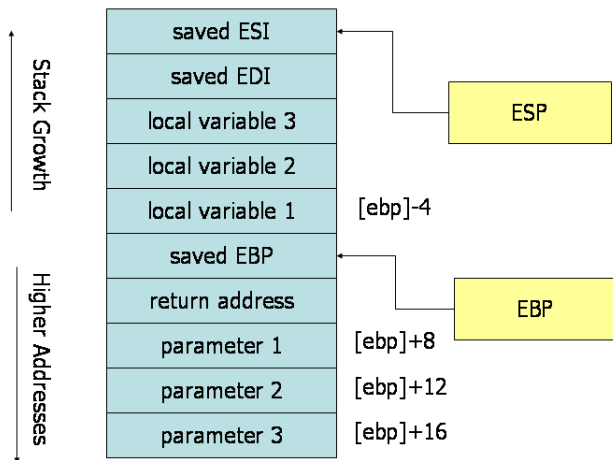 saved ESI
saved EDI
local variable 3
local variable 2
local variable 1
saved EBP
return address
parameter 1
parameter 2
parameter 3
[ebp]-4
[ebp]+8
[ebp]+12
[ebp]+16
ESP
EBP
Stack Growth
Higher Addresses